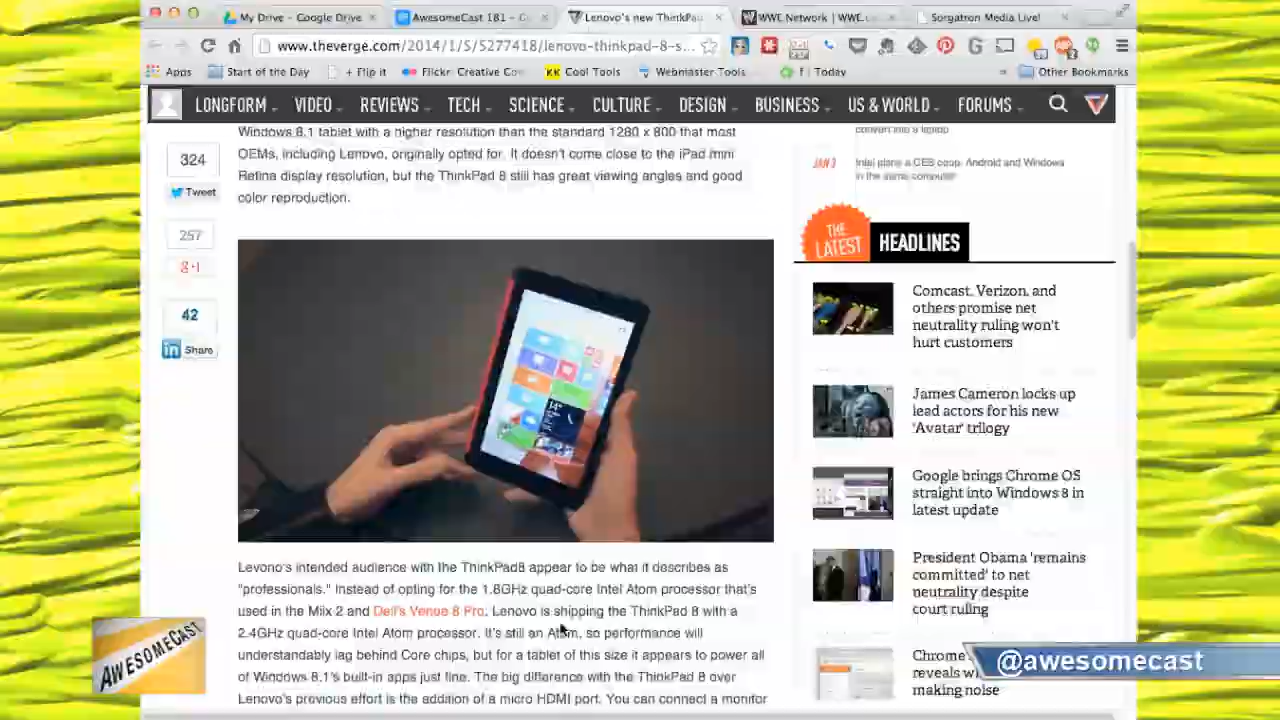 My Drive - Google Drive
AwesomeCast 181 - G
Lenovo's new ThinkPad
WWE Network | WWE.c
Sorgatron Media Live!
www.theverge.com/2014/1/5/5277418/lenovo-thinkpad-8-s...
Apps
Start of the Day
+ Flip it
Flickr Creative Co
KK Cool Tools
Webmaster Tools
f | Today
»
Other Bookmarks
LONGFORM VIDEO REVIEWS TECH SCIENCE CULTURE DESIGN BUSINESS US & WORLD FORUMS
Windows 8.1 tablet with a higher resolution than the standard 1280 x 800 that most
OEMs, including Lenovo, originally opted for. It doesn't come close to the iPad mini
Retina display resolution, but the ThinkPad 8 still has great viewing angles and good
color reproduction.
324
Tweet
257
g+1
42
in Share
Levono's intended audience with the ThinkPad8 appear to be what it describes as
"professionals." Instead of opting for the 1.8GHz quad-core Intel Atom processor that's
used in the Miix 2 and Dell's Venue 8 Pro, Lenovo is shipping the ThinkPad 8 with a
2.4GHz quad-core Intel Atom processor. It's still an Atom, so performance will
understandably lag behind Core chips, but for a tablet of this size it appears to power all
of Windows 8.1's built-in apps just fine. The big difference with the ThinkPad 8 over
Lenovo's previous effort is the addition of a micro HDMI port. You can connect a monitor
convert into a laptop
JAN 3
Intel plans a CES coup: Android and Windows
in the same computer
THE
LATEST
HEADLINES
Comcast, Verizon, and
others promise net
neutrality ruling won't
hurt customers
James Cameron locks up
lead actors for his new
'Avatar' trilogy
Google brings Chrome OS
straight into Windows 8 in
latest update
President Obama 'remains
committed' to net
neutrality despite
court ruling
Chrome
reveals w
making noise
AWESOMECAST
@awesomecast